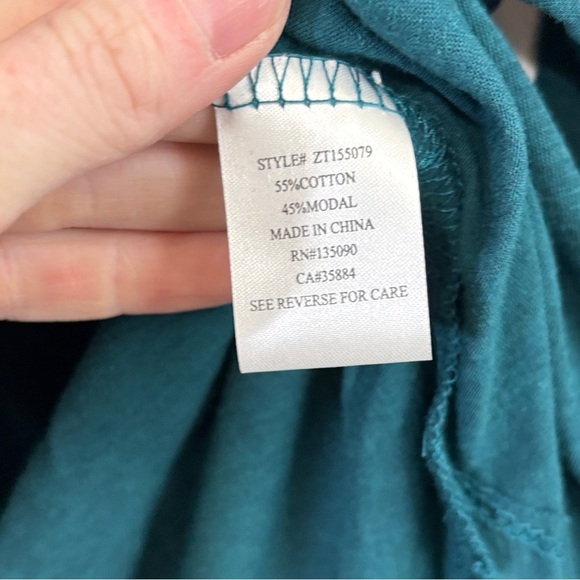 STYLE# ZT155079
55%COTTON
45%MODAL
MADE IN CHINA
RN#135090
CA#35884
SEE REVERSE FOR CARE